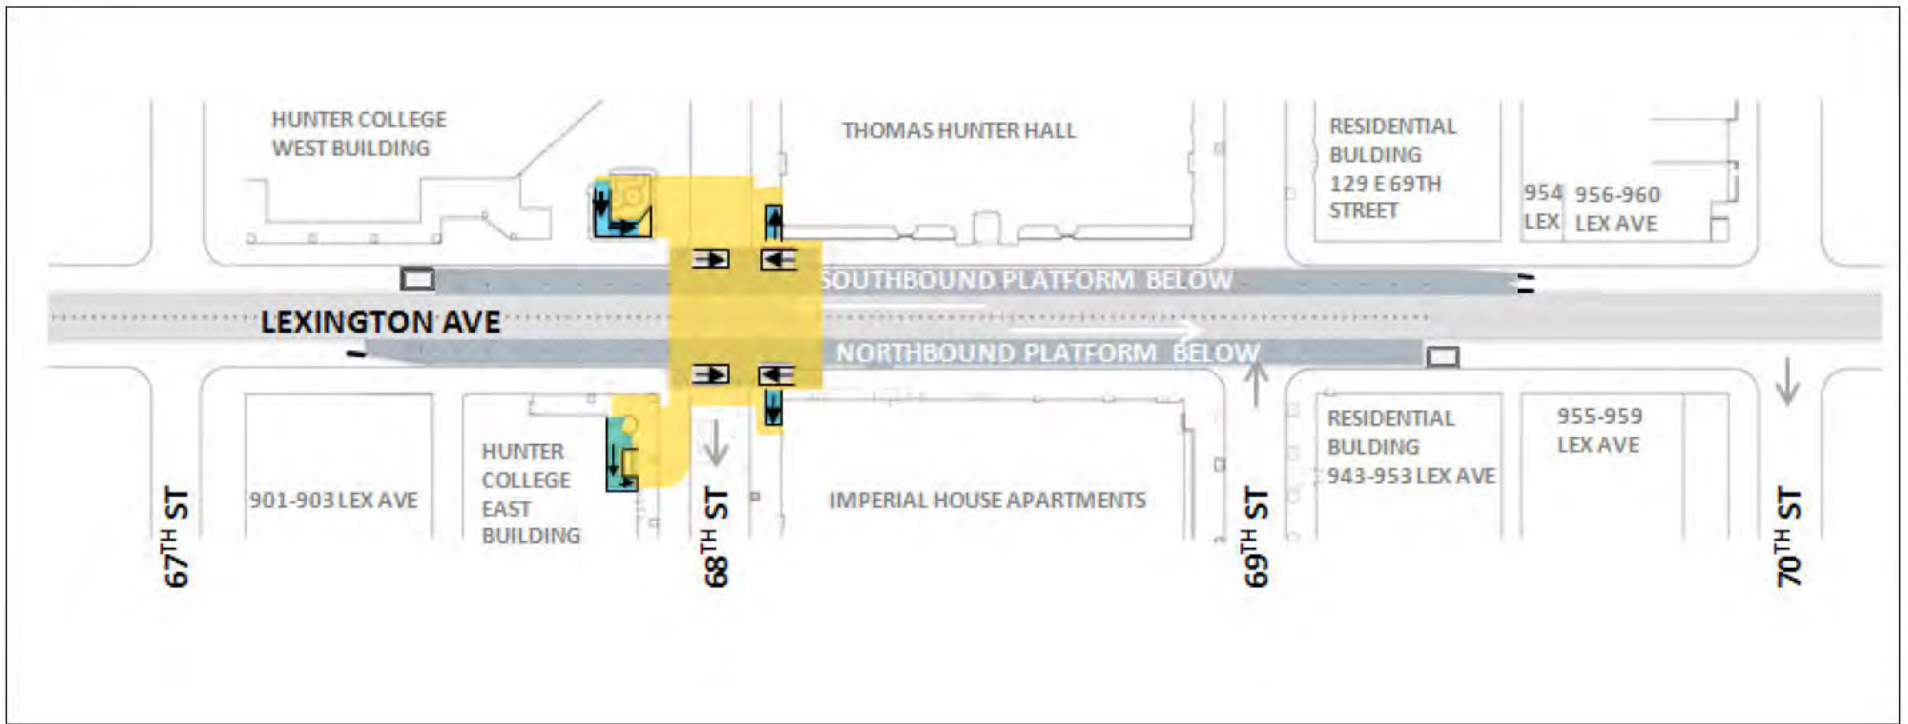 HUNTER COLLEGE
WEST BUILDING
THOMAS HUNTER HALL
RESIDENTIAL
BULDING
129 E 69TH
STREET
954
LEX
956-960
LEX AVE
SOUTHBOUND PLATFORM BELOW
LEXINGTON AVE
NORTHBOUND PLATFORM BELOW
901-903 LEX AVE
HUNTER
COLLEGE
EAST
BUILDING
IMPERIAL HOUSE APARTMENTS
RESIDENTIAL
BULDING
943-953 LEX AVE
955-959
LEX AVE
67TH ST
68TH ST
69TH ST
70TH ST